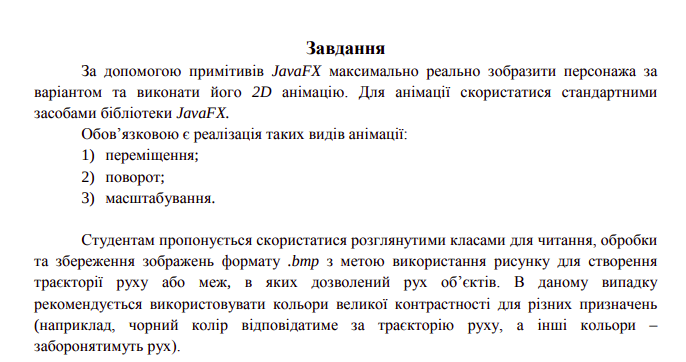 Завдання
За допомогою примітивів JavaFX максимально реально зобразити персонажа за
варіантом та виконати його 2D анімацію. Для анімації скористатися стандартними
засобами бібліотеки JavaFX.
Обов’язковою є реалізація таких видів анімації:
1) переміщення;
2) поворот;
3) масштабування.
Студентам пропонується скористатися розглянутими класами для читання, обробки
та збереження зображень формату .bmp з метою використання рисунку для створення
траєкторії руху або меж, в яких дозволений рух об’єктів. В даному випадку
рекомендується використовувати кольори великої контрастності для різних призначень
(наприклад, чорний колір відповідатиме за траєкторію руху, а інші кольори –
заборонятимуть рух).